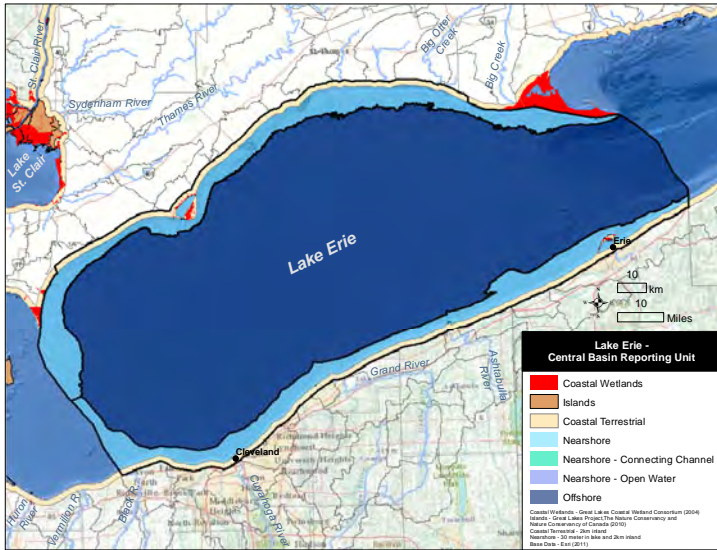 St. Clair River
Sydenham River
Thames River
Big Otter
Creek
Big Creek
Lake
St. Clair
Lake Erie
Erie
10
km
10
Miles
Grand River
Ashtabula
River
Cleveland
Richmond Heights
Cuyahoga River
Black R.
Vermilion R.
Huron
River
Lake Erie -
Central Basin Reporting Unit
Coastal Wetlands
Islands
Coastal Terrestrial
Nearshore
Nearshore - Connecting Channel
Nearshore - Open Water
Offshore
Coastal Wetlands - Great Lakes Coastal Wetland Consortium (2004)
Islands - Great Lakes Project,The Nature Conservancy and
Nature Conservancy of Canada (2010)
Coastal Terrestrial - 2km inland
Nearshore - 30 meter in lake and 2km inland
Base Data - Esri (2011)